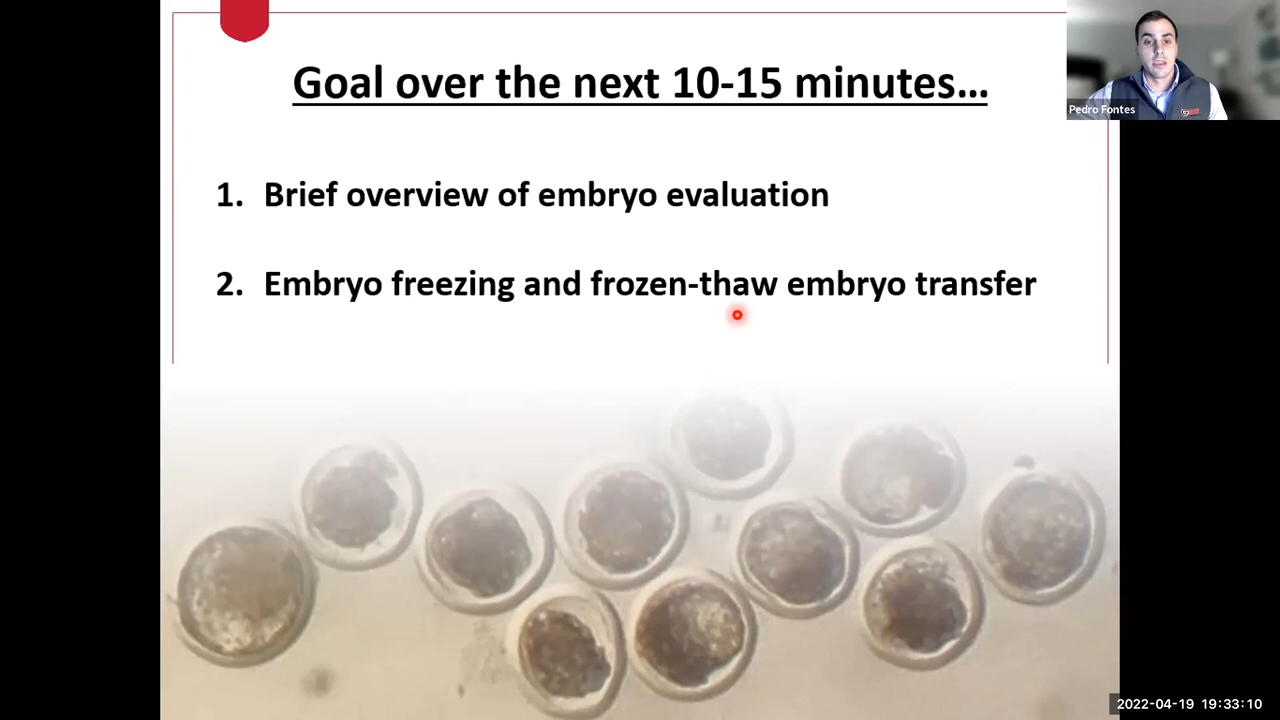 Goal over the next 10-15 minutes…
1. Brief overview of embryo evaluation
2. Embryo freezing and frozen-thaw embryo transfer
Pedro Fontes
2022-04-19 19:33:10